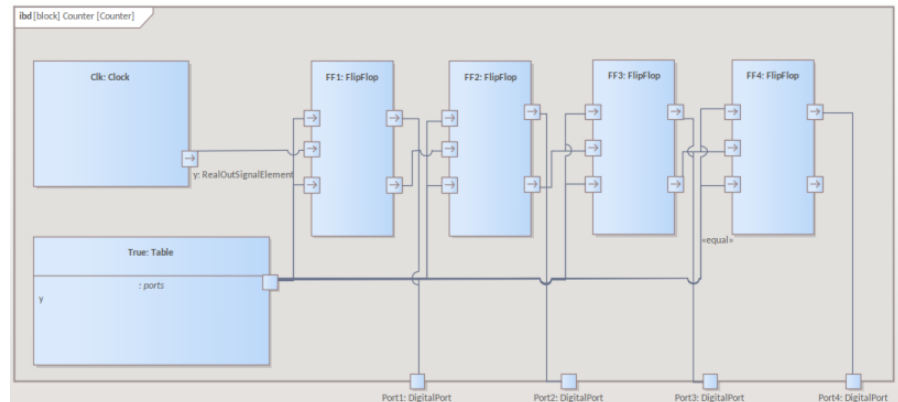 ibd [block] Counter [Counter]
Clk: Clock
FF1: FlipFlop
FF2: FlipFlop
FF3: FlipFlop
FF4: FlipFlop
y: RealOutSignalElement
True: Table
«equal»
: ports
y
Port1: DigitalPort
Port2: DigitalPort
Port3: DigitalPort
Port4: DigitalPort